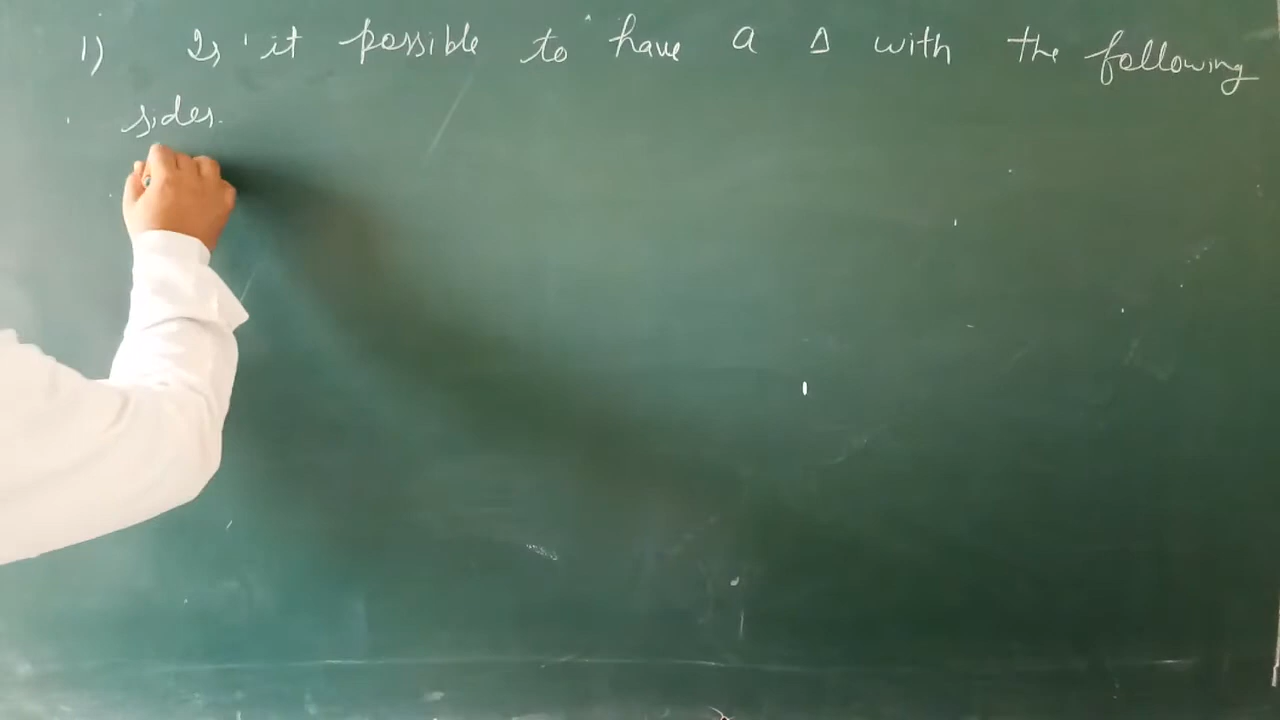 1) Is it possible to have a Δ with the following
sides.